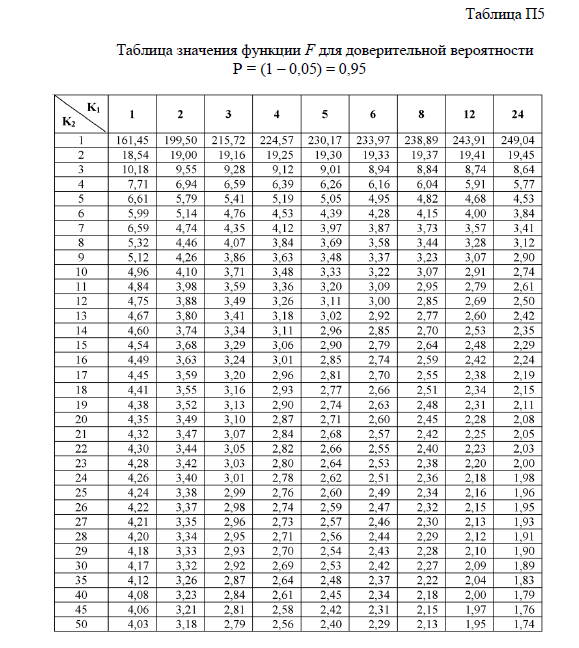 Таблица П5
Таблица значения функции F для доверительной вероятности
P = (1 – 0,05) = 0,95
K₁
K₂ 1 2 3 4 5 6 8 12 24
1 161,45 199,50 215,72 224,57 230,17 233,97 238,89 243,91 249,04
2 18,54 19,00 19,16 19,25 19,30 19,33 19,37 19,41 19,45
3 10,18 9,55 9,28 9,12 9,01 8,94 8,84 8,74 8,64
4 7,71 6,94 6,59 6,39 6,26 6,16 6,04 5,91 5,77
5 6,61 5,79 5,41 5,19 5,05 4,95 4,82 4,68 4,53
6 5,99 5,14 4,76 4,53 4,39 4,28 4,15 4,00 3,84
7 6,59 4,74 4,35 4,12 3,97 3,87 3,73 3,57 3,41
8 5,32 4,46 4,07 3,84 3,69 3,58 3,44 3,28 3,12
9 5,12 4,26 3,86 3,63 3,48 3,37 3,23 3,07 2,90
10 4,96 4,10 3,71 3,48 3,33 3,22 3,07 2,91 2,74
11 4,84 3,98 3,59 3,36 3,20 3,09 2,95 2,79 2,61
12 4,75 3,88 3,49 3,26 3,11 3,00 2,85 2,69 2,50
13 4,67 3,80 3,41 3,18 3,02 2,92 2,77 2,60 2,42
14 4,60 3,74 3,34 3,11 2,96 2,85 2,70 2,53 2,35
15 4,54 3,68 3,29 3,06 2,90 2,79 2,64 2,48 2,29
16 4,49 3,63 3,24 3,01 2,85 2,74 2,59 2,42 2,24
17 4,45 3,59 3,20 2,96 2,81 2,70 2,55 2,38 2,19
18 4,41 3,55 3,16 2,93 2,77 2,66 2,51 2,34 2,15
19 4,38 3,52 3,13 2,90 2,74 2,63 2,48 2,31 2,11
20 4,35 3,49 3,10 2,87 2,71 2,60 2,45 2,28 2,08
21 4,32 3,47 3,07 2,84 2,68 2,57 2,42 2,25 2,05
22 4,30 3,44 3,05 2,82 2,66 2,55 2,40 2,23 2,03
23 4,28 3,42 3,03 2,80 2,64 2,53 2,38 2,20 2,00
24 4,26 3,40 3,01 2,78 2,62 2,51 2,36 2,18 1,98
25 4,24 3,38 2,99 2,76 2,60 2,49 2,34 2,16 1,96
26 4,22 3,37 2,98 2,74 2,59 2,47 2,32 2,15 1,95
27 4,21 3,35 2,96 2,73 2,57 2,46 2,30 2,13 1,93
28 4,20 3,34 2,95 2,71 2,56 2,44 2,29 2,12 1,91
29 4,18 3,33 2,93 2,70 2,54 2,43 2,28 2,10 1,90
30 4,17 3,32 2,92 2,69 2,53 2,42 2,27 2,09 1,89
35 4,12 3,26 2,87 2,64 2,48 2,37 2,22 2,04 1,83
40 4,08 3,23 2,84 2,61 2,45 2,34 2,18 2,00 1,79
45 4,06 3,21 2,81 2,58 2,42 2,31 2,15 1,97 1,76
50 4,03 3,18 2,79 2,56 2,40 2,29 2,13 1,95 1,74